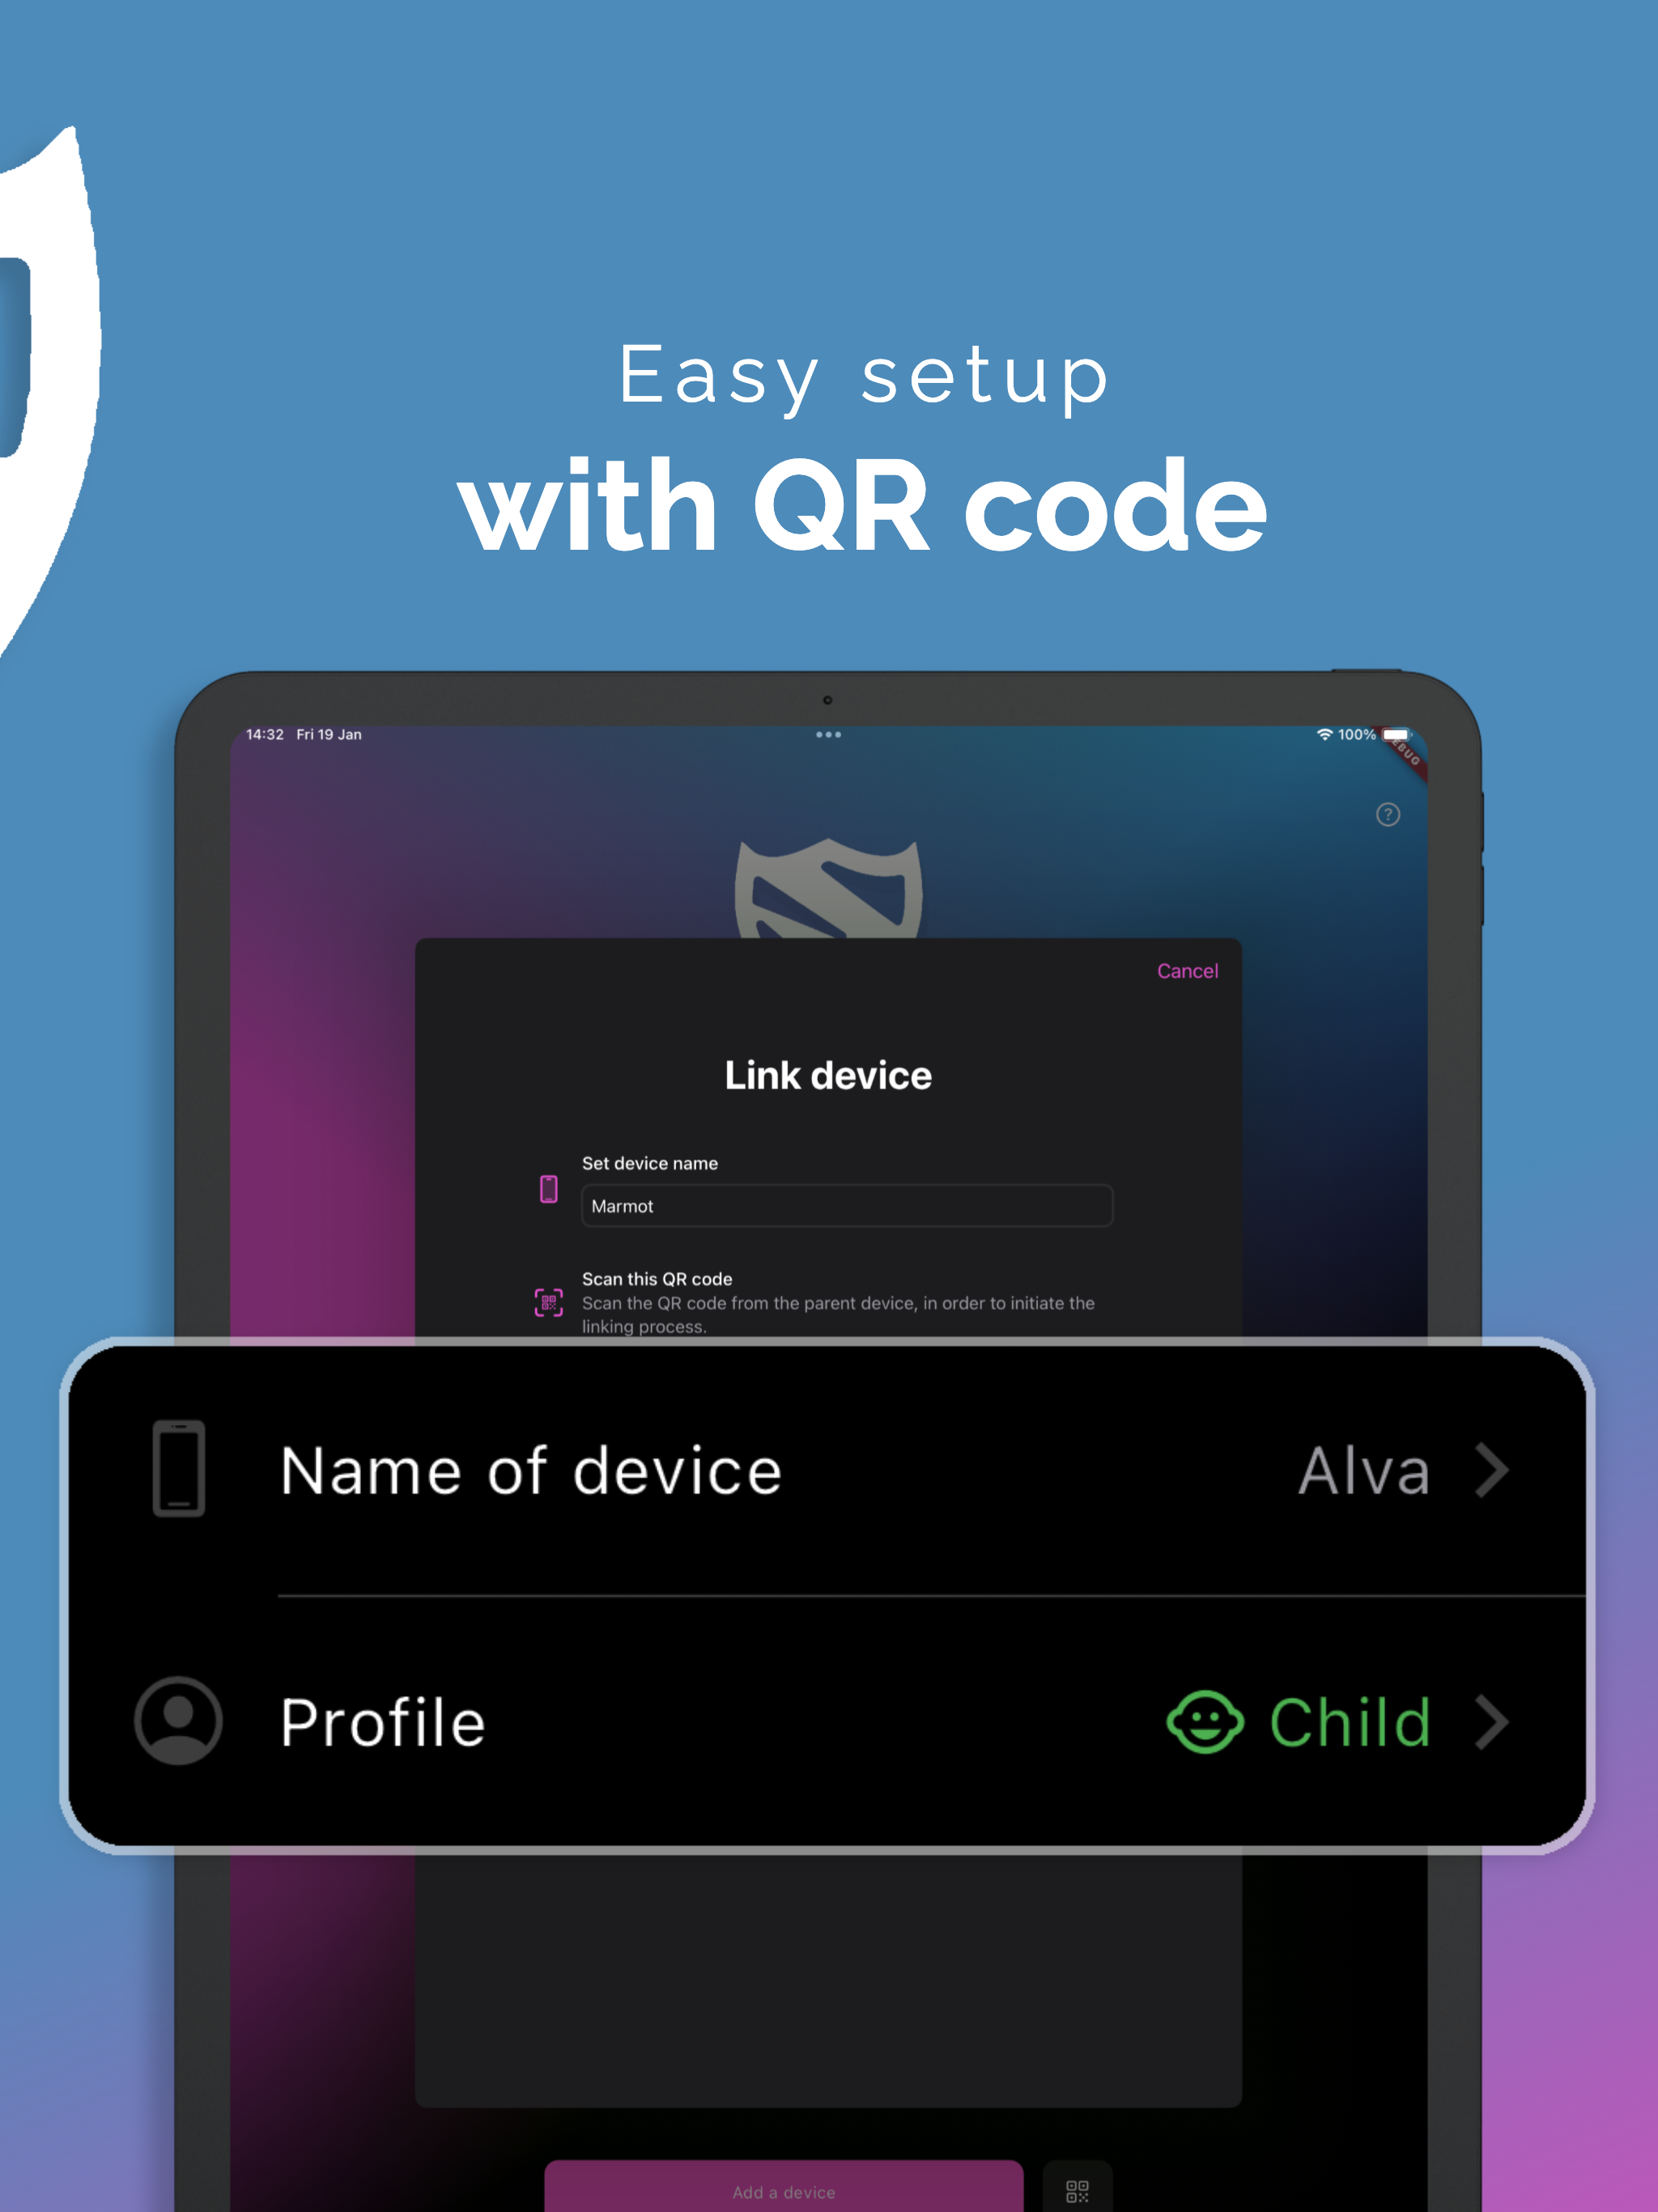 Easy setup
with QR code
14:32 Fri 19 Jan
100%
EBUG
?
Cancel
Link device
Set device name
Marmot
Scan this QR code
Scan the QR code from the parent device, in order to initiate the
linking process.
Name of device Alva
Profile Child
Add a device